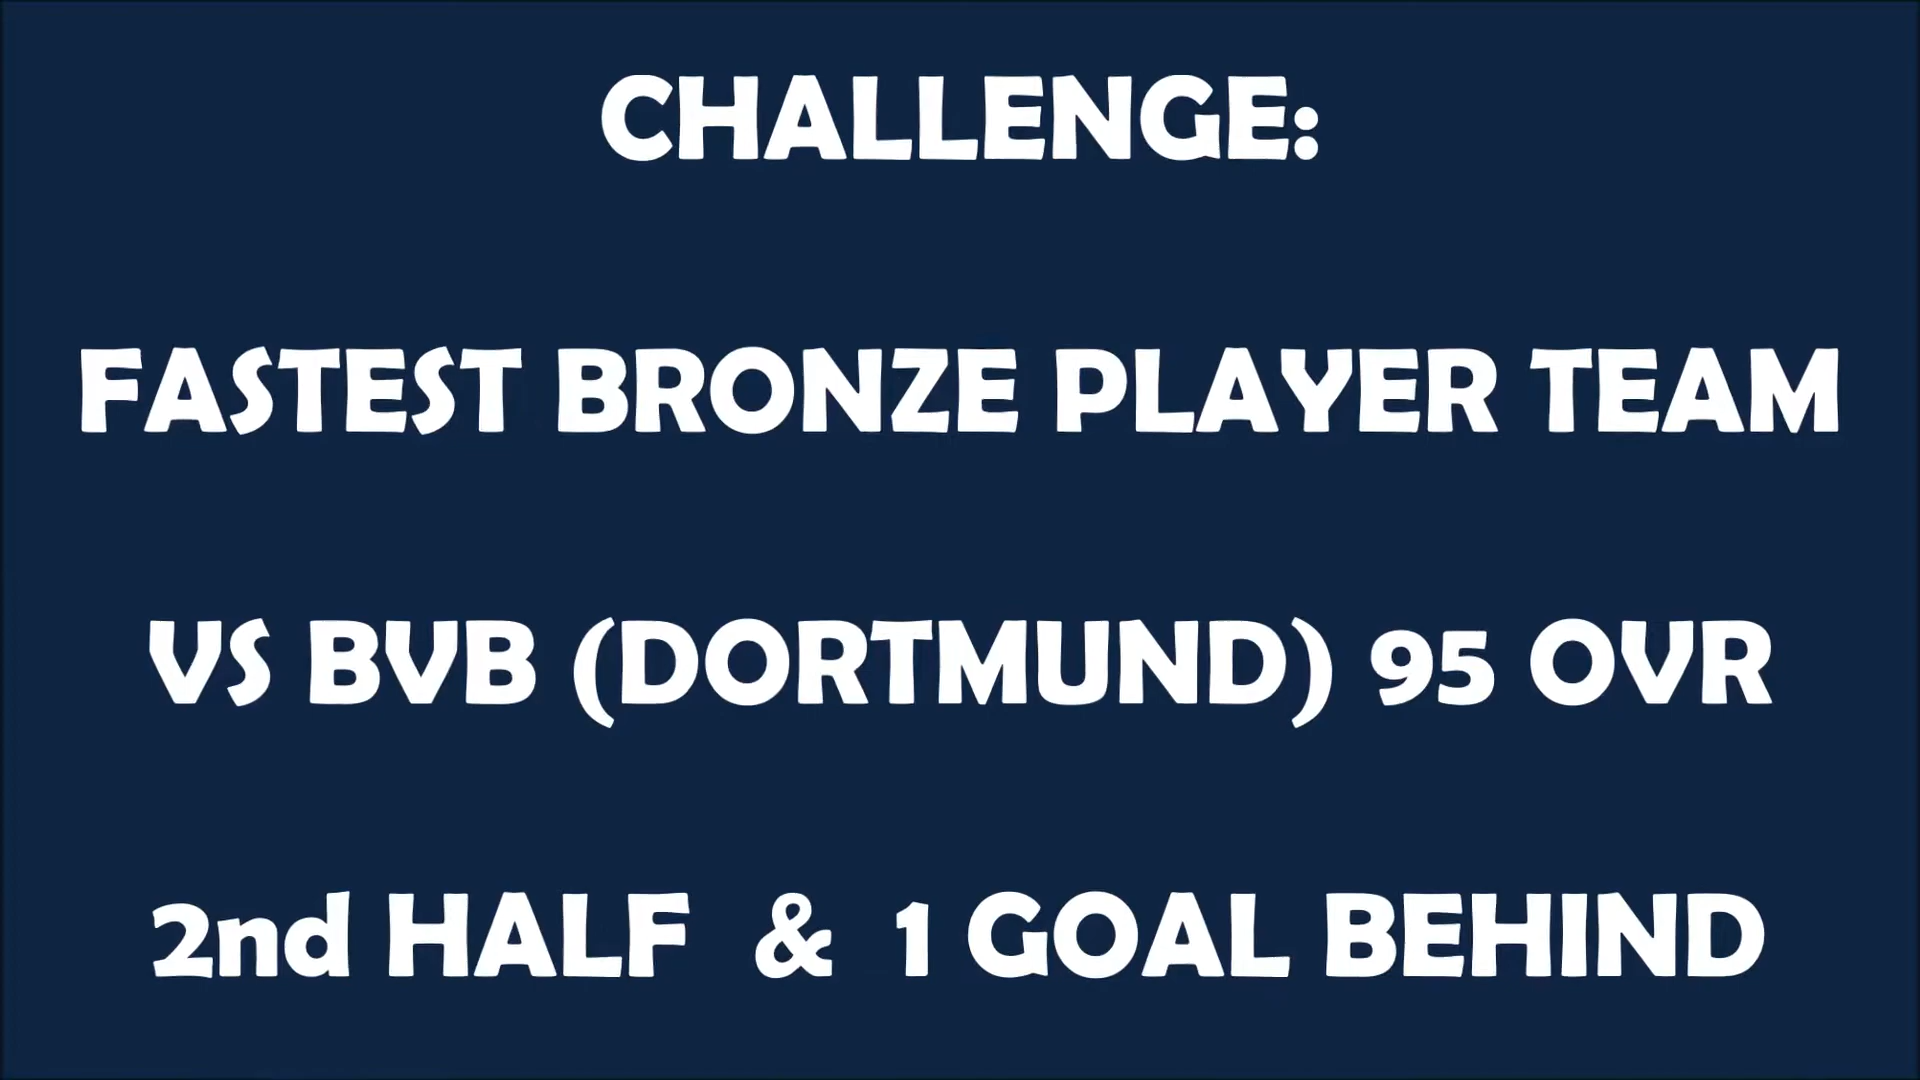 CHALLENGE:
FASTEST BRONZE PLAYER TEAM
VS BVB (DORTMUND) 95 OVR
2nd HALF & 1 GOAL BEHIND